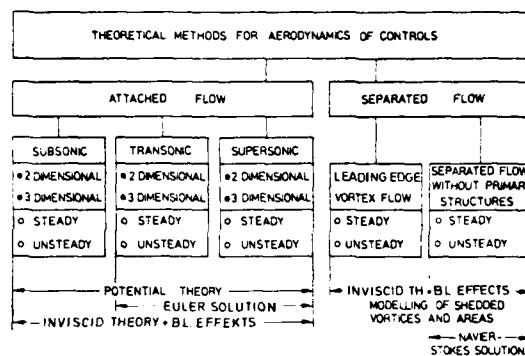 THEORETICAL METHODS FOR AERODYNAMICS OF CONTROLS
ATTACHED FLOW
SEPARATED FLOW
SUBSONIC
• 2 DIMENSIONAL
• 3 DIMENSIONAL
○ STEADY
○ UNSTEADY
TRANSONIC
• 2 DIMENSIONAL
• 3 DIMENSIONAL
○ STEADY
○ UNSTEADY
SUPERSONIC
• 2 DIMENSIONAL
• 3 DIMENSIONAL
○ STEADY
○ UNSTEADY
LEADING EDGE
VORTEX FLOW
○ STEADY
○ UNSTEADY
SEPARATED FLOW
WITHOUT PRIMARY
STRUCTURES
○ STEADY
○ UNSTEADY
POTENTIAL THEORY
EULER SOLUTION
INVISCID THEORY + BL. EFFEKTS
INVISCID TH + BL EFFECTS
MODELLING OF SHEDDED
VORTICES AND AREAS
NAVIER-
STOKES SOLUTION